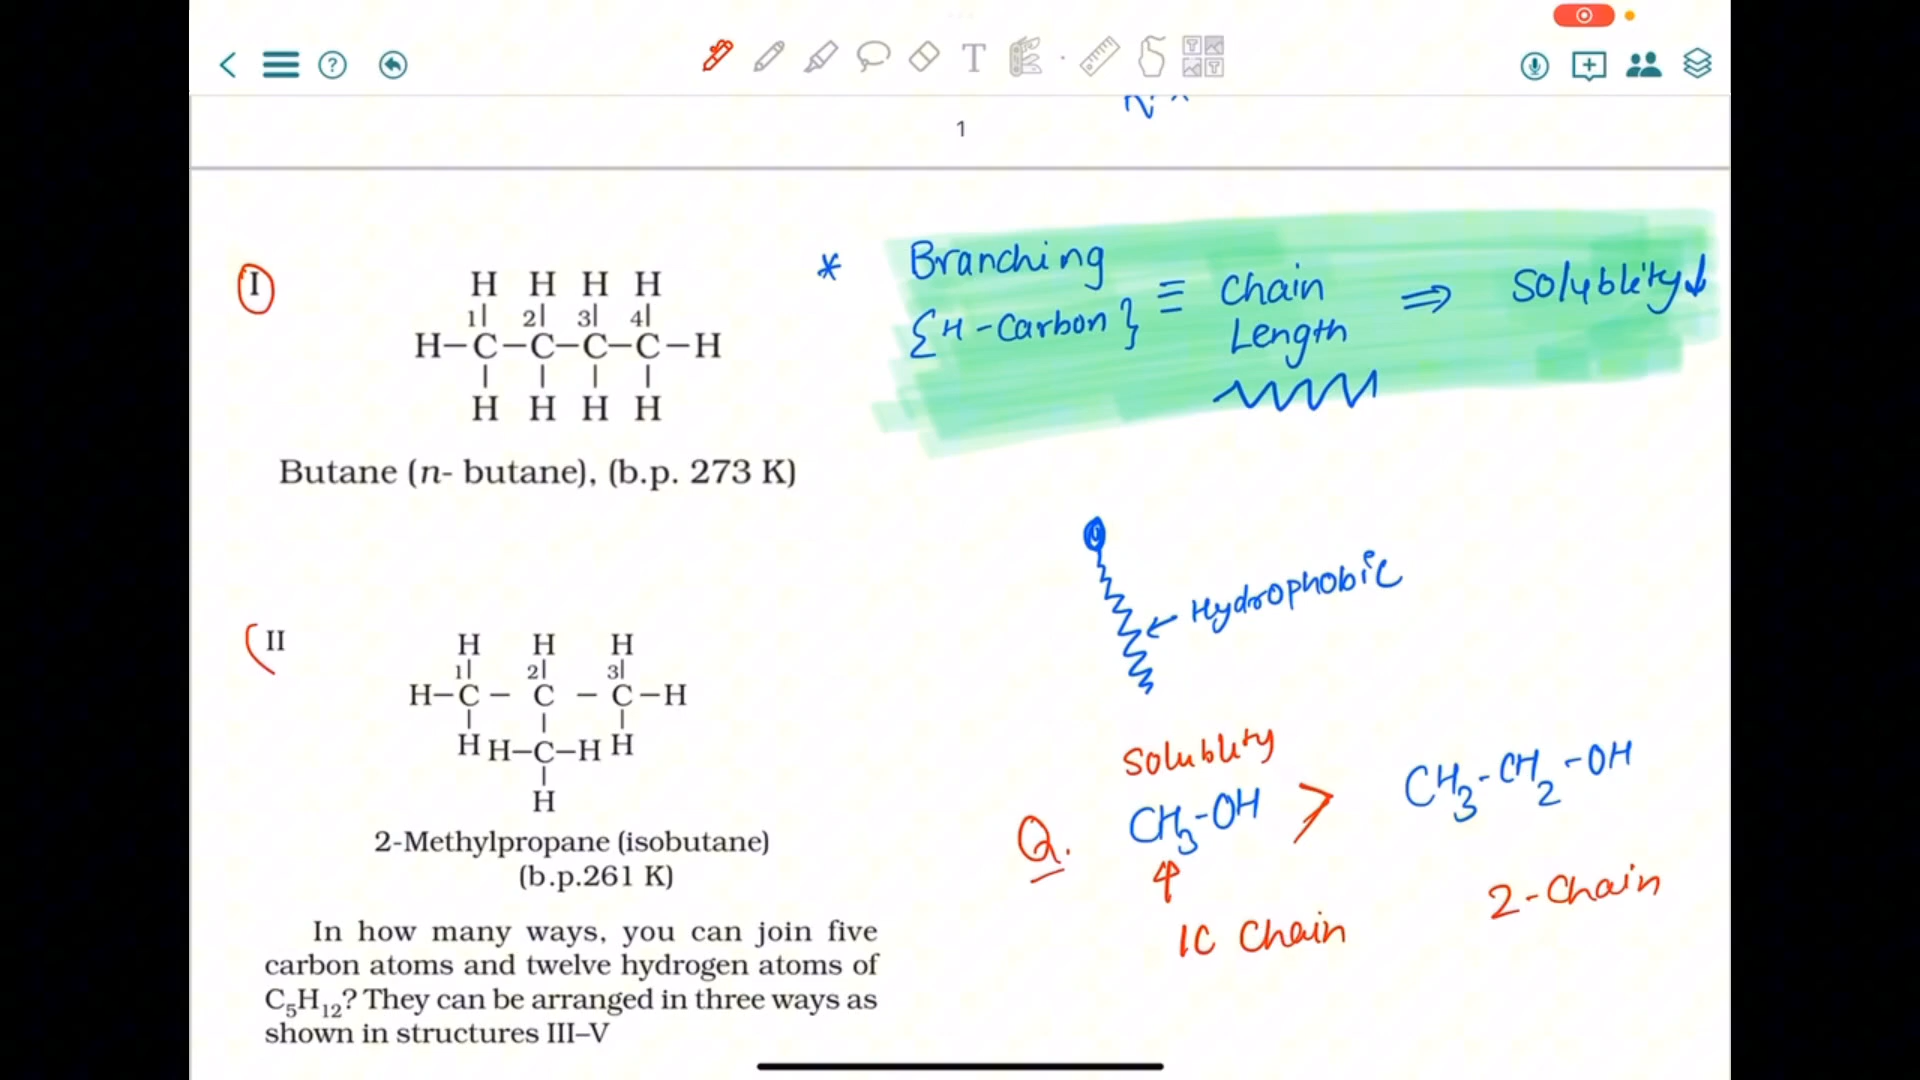 1
I
H H H H
1| 2| 3| 4|
H–C–C–C–C–H
| | | |
H H H H
Butane (n- butane), (b.p. 273 K)
* Branching
{H-Carbon} ≡ Chain Length ⇒ Solublity↓
Hydrophobic
II
H H H
1| 2| 3|
H–C – C – C–H
| | |
H H–C–H H
|
H
2-Methylpropane (isobutane)
(b.p.261 K)
Solublity
Q. CH₃-OH > CH₃-CH₂-OH
1C Chain
2-Chain
In how many ways, you can join five
carbon atoms and twelve hydrogen atoms of
C₅H₁₂? They can be arranged in three ways as
shown in structures III–V